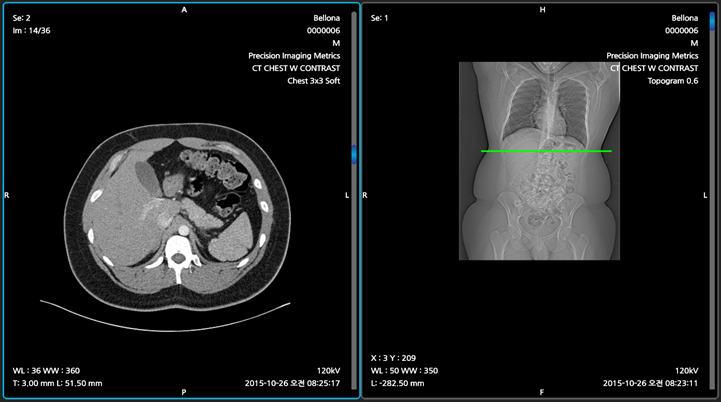 A
Se: 2
Bellona
Im : 14/36
0000006
M
Precision Imaging Metrics
CT CHEST W CONTRAST
Chest 3x3 Soft
R
L
WL : 36 WW : 360
120kV
T: 3,00 mm L: 51,50 mm
2015-10-26 오전 08:25:17
P
H
Se: 1
Bellona
0000006
M
Precision Imaging Metrics
CT CHEST W CONTRAST
Topogram 0.6
R
L
X : 3 Y : 209
WL : 50 WW : 350
120kV
L: -282,50 mm
2015-10-26 오전 08:23:11
F